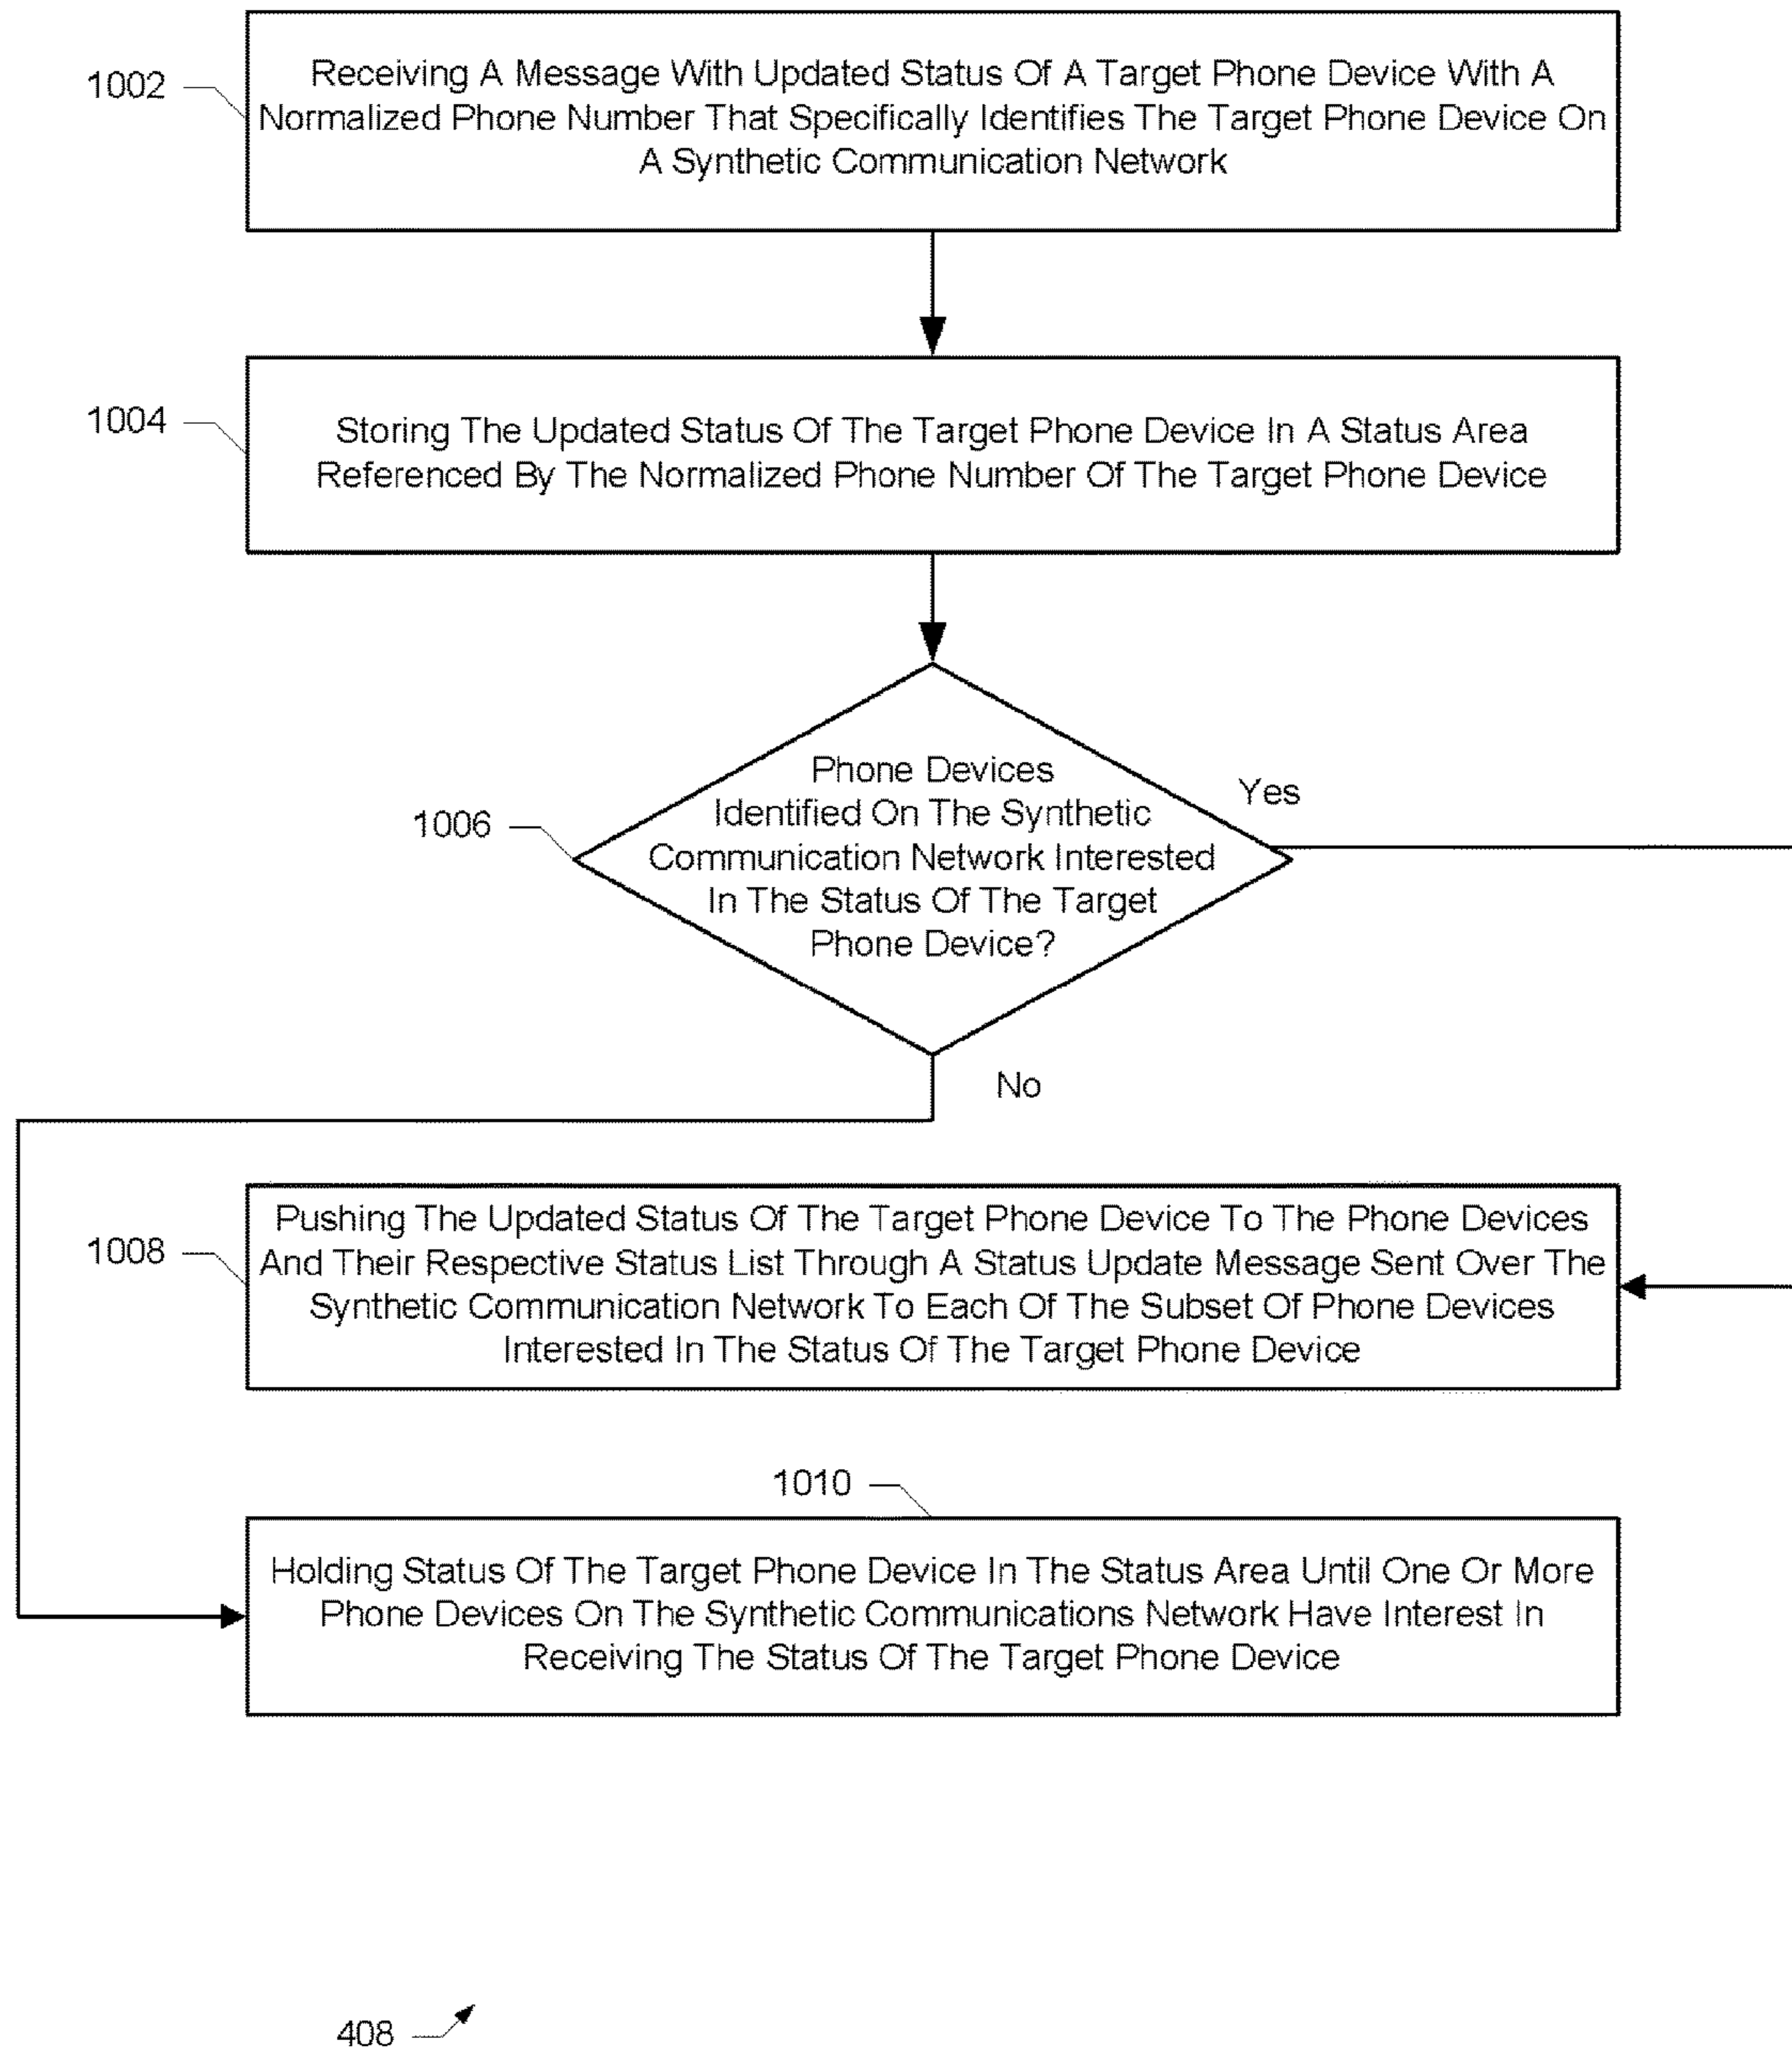 1002
Receiving A Message With Updated Status Of A Target Phone Device With A
Normalized Phone Number That Specifically Identifies The Target Phone Device On
A Synthetic Communication Network
1004
Storing The Updated Status Of The Target Phone Device In A Status Area
Referenced By The Normalized Phone Number Of The Target Phone Device
1006
Phone Devices
Identified On The Synthetic
Communication Network Interested
In The Status Of The Target
Phone Device?
Yes
No
1008
Pushing The Updated Status Of The Target Phone Device To The Phone Devices
And Their Respective Status List Through A Status Update Message Sent Over The
Synthetic Communication Network To Each Of The Subset Of Phone Devices
Interested In The Status Of The Target Phone Device
1010
Holding Status Of The Target Phone Device In The Status Area Until One Or More
Phone Devices On The Synthetic Communications Network Have Interest In
Receiving The Status Of The Target Phone Device
408